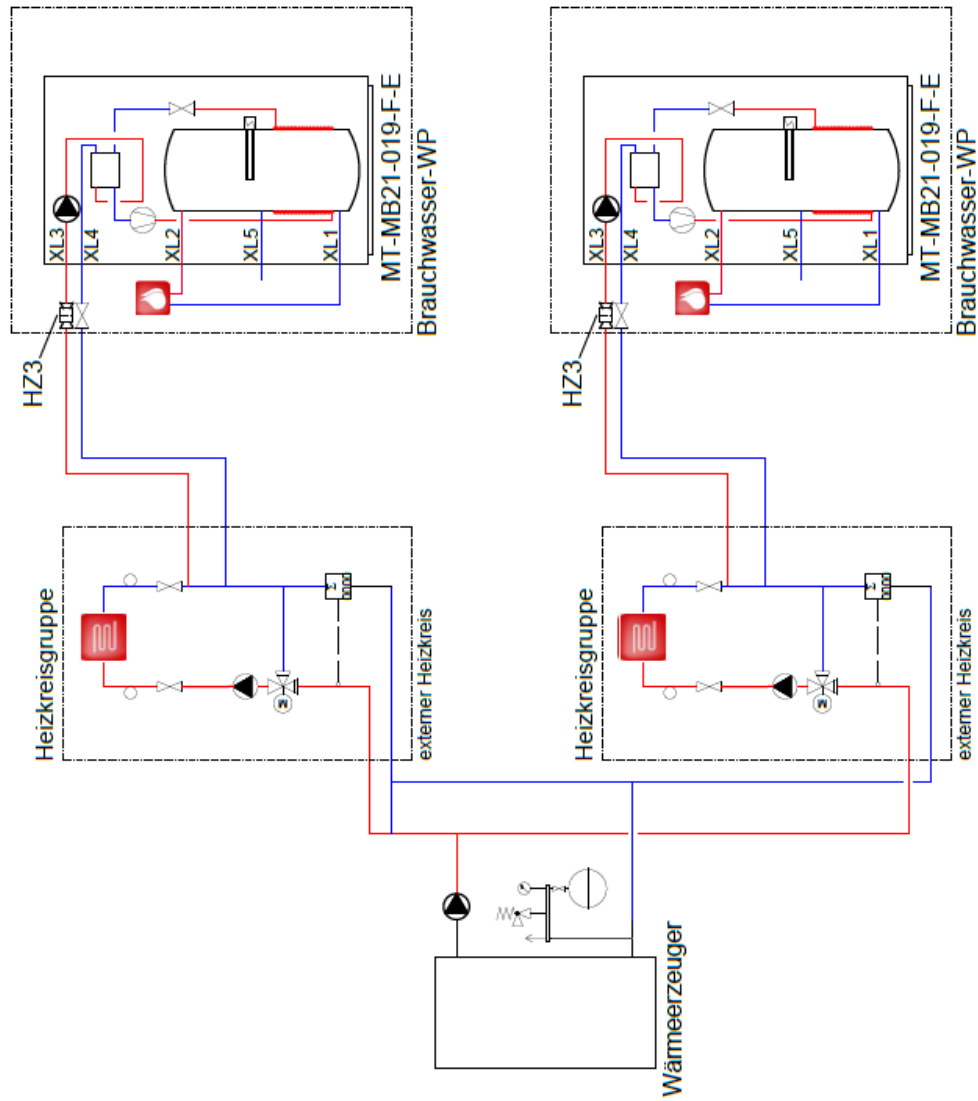 XL3
XL4
XL2
XL5
XL1
MT-MB21-019-F-E
Brauchwasser-WP
HZ3
Heizkreisgruppe
externer Heizkreis
XL3
XL4
XL2
XL5
XL1
MT-MB21-019-F-E
Brauchwasser-WP
HZ3
Heizkreisgruppe
externer Heizkreis
Wärmeerzeuger